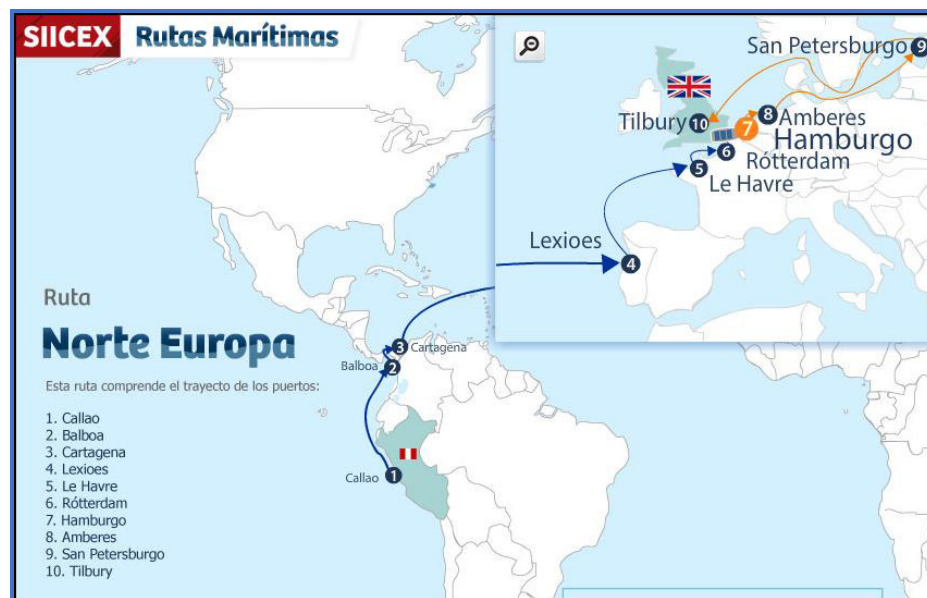 SIICEX Rutas Marítimas
Ruta
Norte Europa
Esta ruta comprende el trayecto de los puertos:
1. Callao
2. Balboa
3. Cartagena
4. Lexioes
5. Le Havre
6. Rótterdam
7. Hamburgo
8. Amberes
9. San Petersburgo
10. Tilbury
Callao 1
Balboa 2
3 Cartagena
San Petersburgo 9
Tilbury 10
8 Amberes
7 Hamburgo
6 Rótterdam
5 Le Havre
Lexioes 4